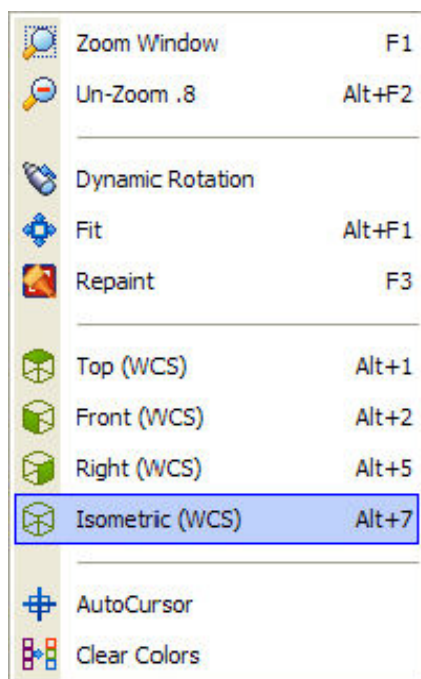 Zoom Window F1
Un-Zoom .8 Alt+F2
Dynamic Rotation
Fit Alt+F1
Repaint F3
Top (WCS) Alt+1
Front (WCS) Alt+2
Right (WCS) Alt+5
Isometric (WCS) Alt+7
AutoCursor
Clear Colors